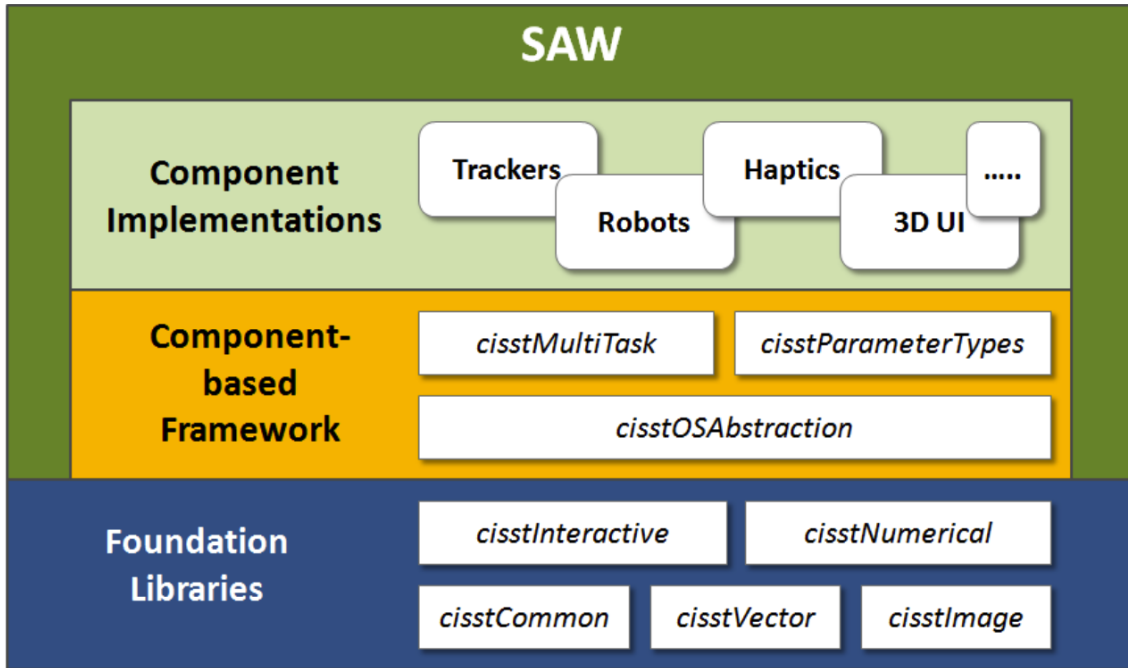 SAW
Component
Implementations
Trackers
Robots
Haptics
3D UI
.....
Component-
based
Framework
cisstMultiTask
cisstParameterTypes
cisstOSAbstraction
Foundation
Libraries
cisstInteractive
cisstNumerical
cisstCommon
cisstVector
cisstImage